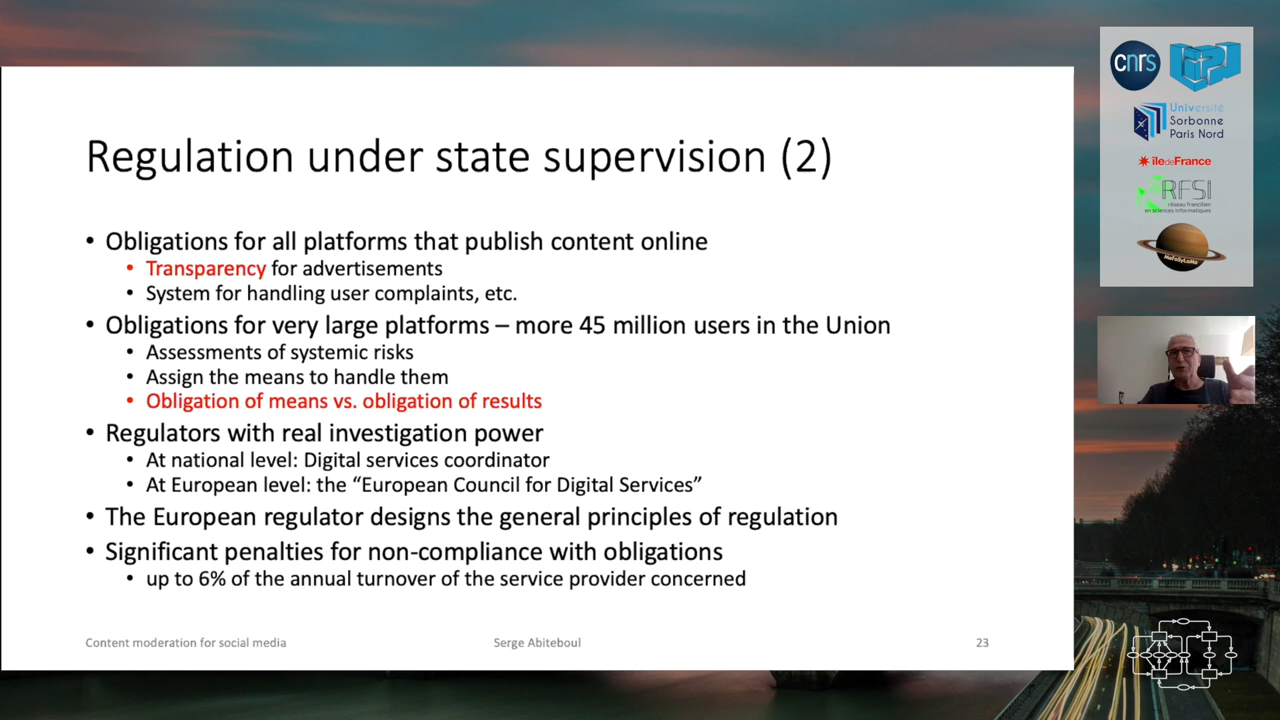 Regulation under state supervision (2)
• Obligations for all platforms that publish content online
• Transparency for advertisements
• System for handling user complaints, etc.
• Obligations for very large platforms – more 45 million users in the Union
• Assessments of systemic risks
• Assign the means to handle them
• Obligation of means vs. obligation of results
• Regulators with real investigation power
• At national level: Digital services coordinator
• At European level: the “European Council for Digital Services”
• The European regulator designs the general principles of regulation
• Significant penalties for non-compliance with obligations
• up to 6% of the annual turnover of the service provider concerned
Content moderation for social media
Serge Abiteboul
23
cnrs
Université
Sorbonne
Paris Nord
îledeFrance
RFSI
réseau francilien
en sciences informatiques
MeFoSyLoMa